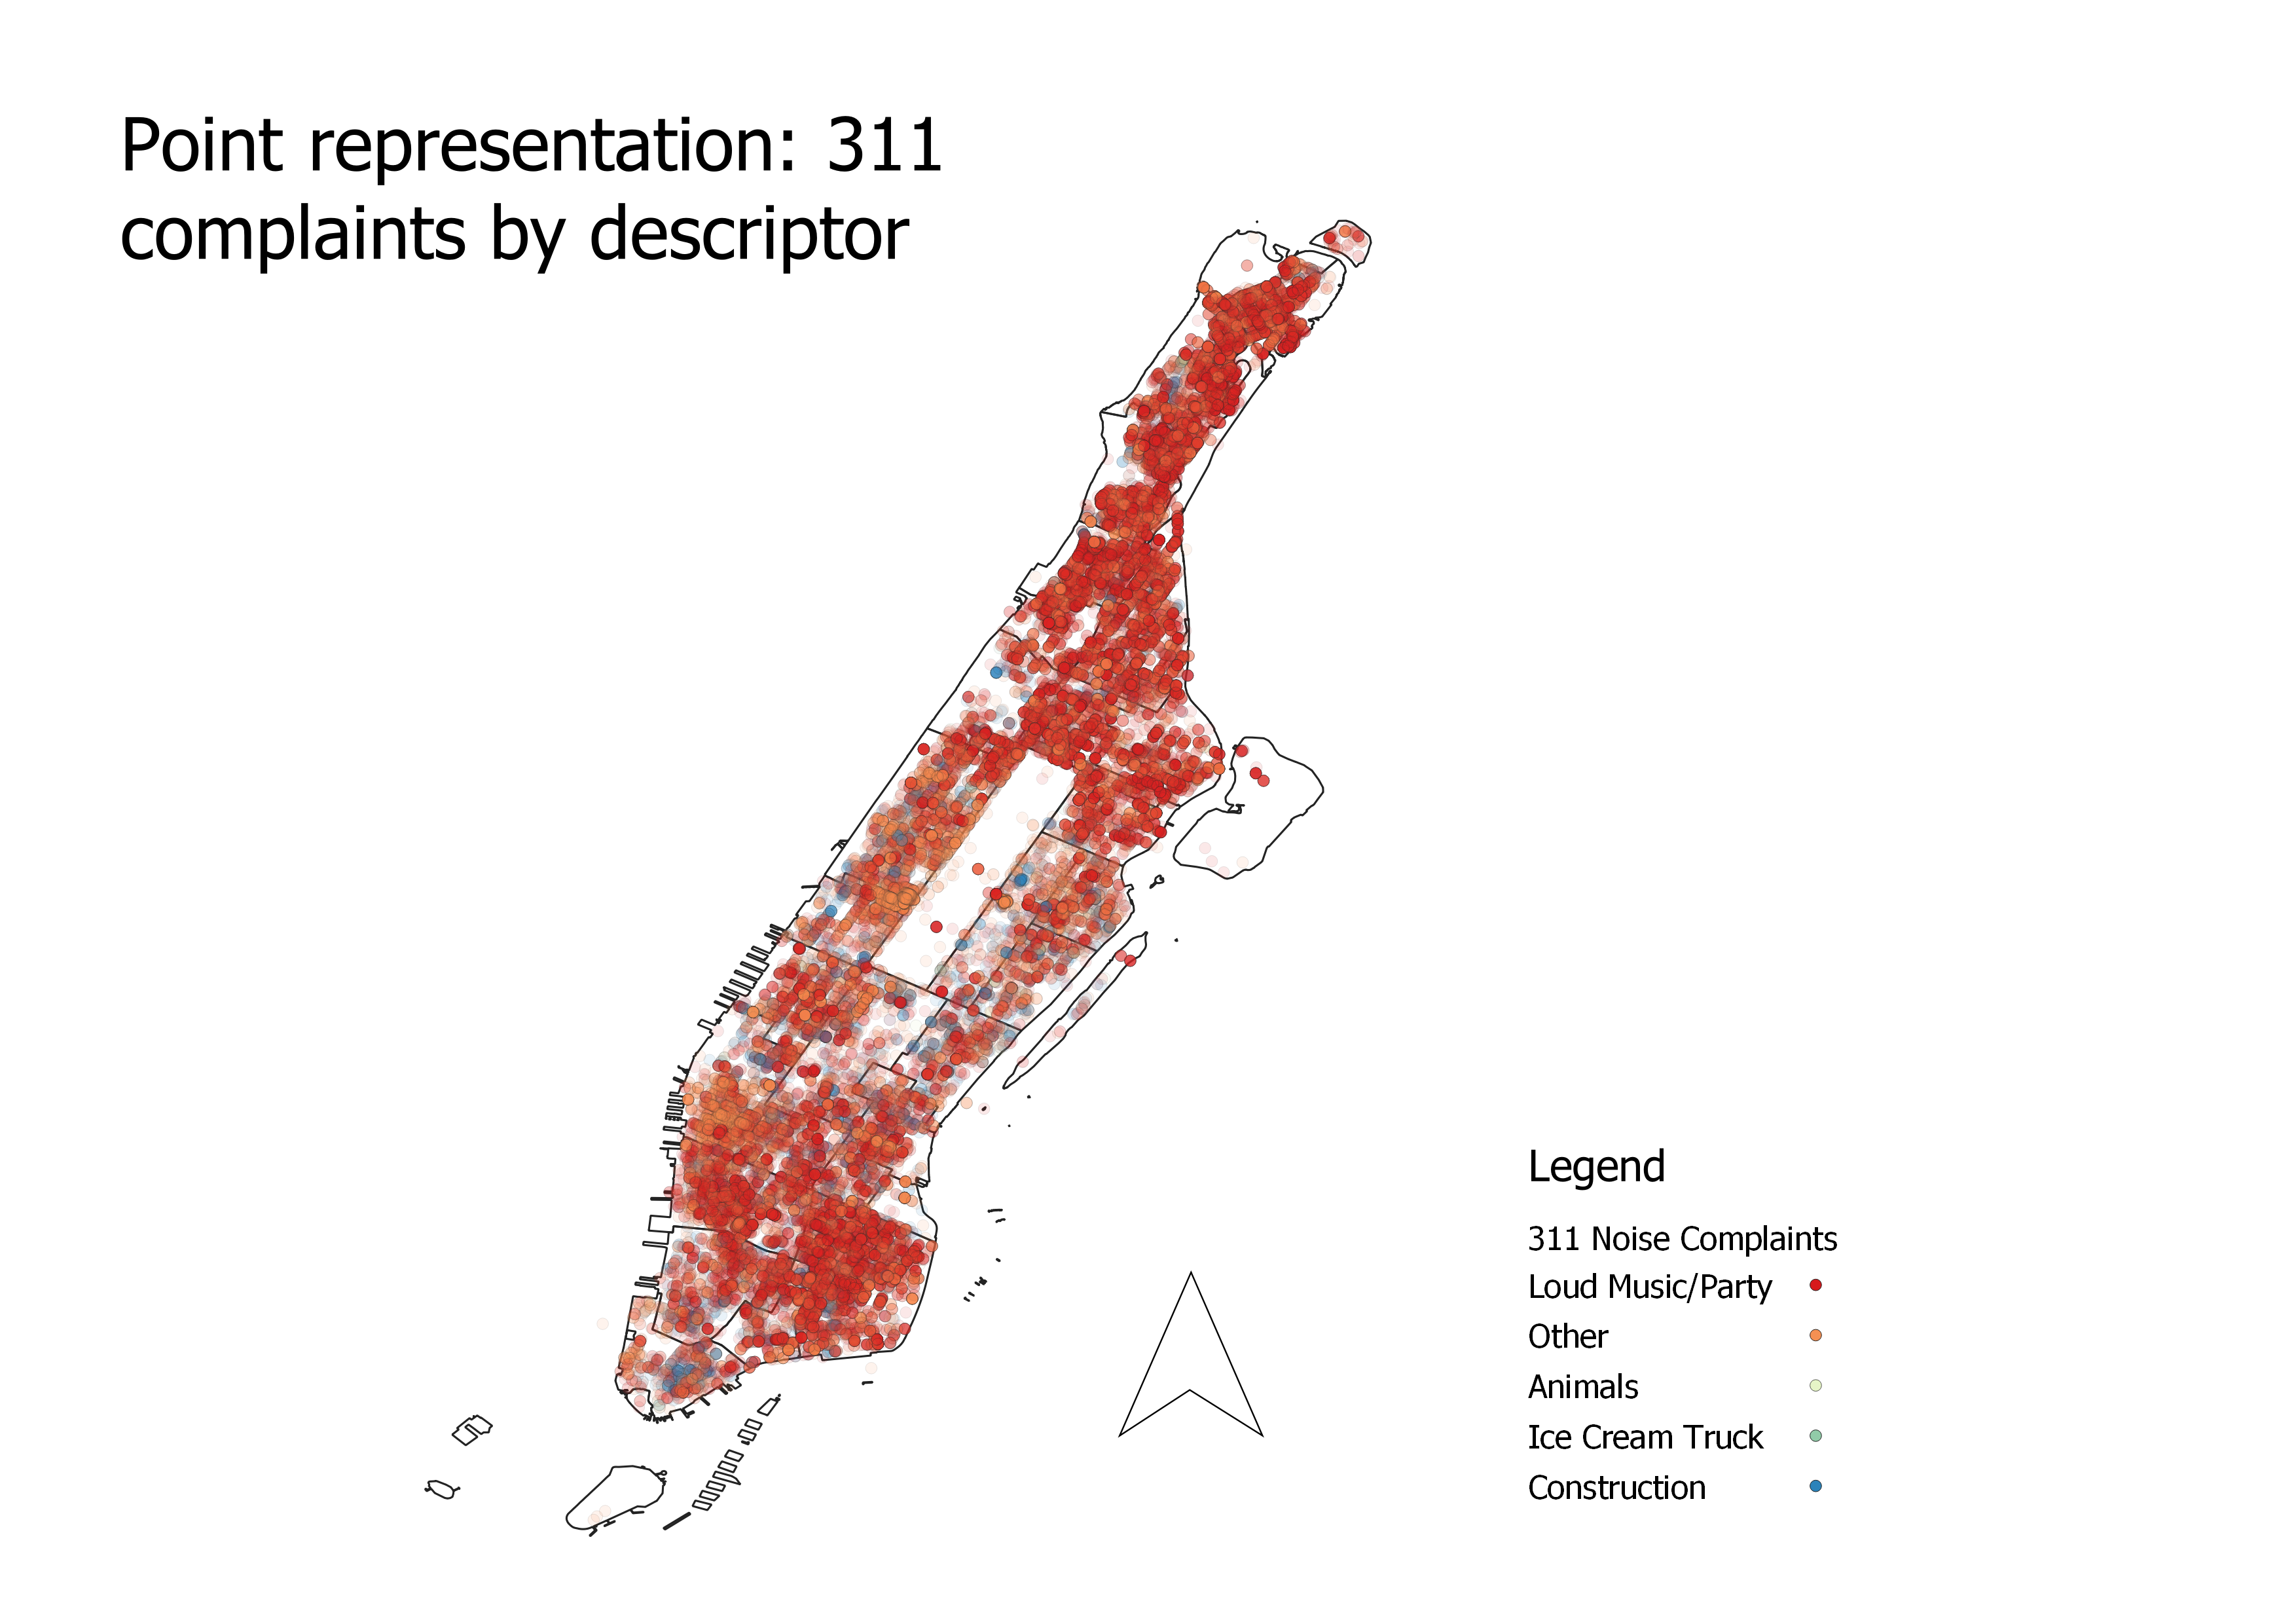 Point representation: 311
complaints by descriptor
Legend
311 Noise Complaints
Loud Music/Party
Other
Animals
Ice Cream Truck
Construction